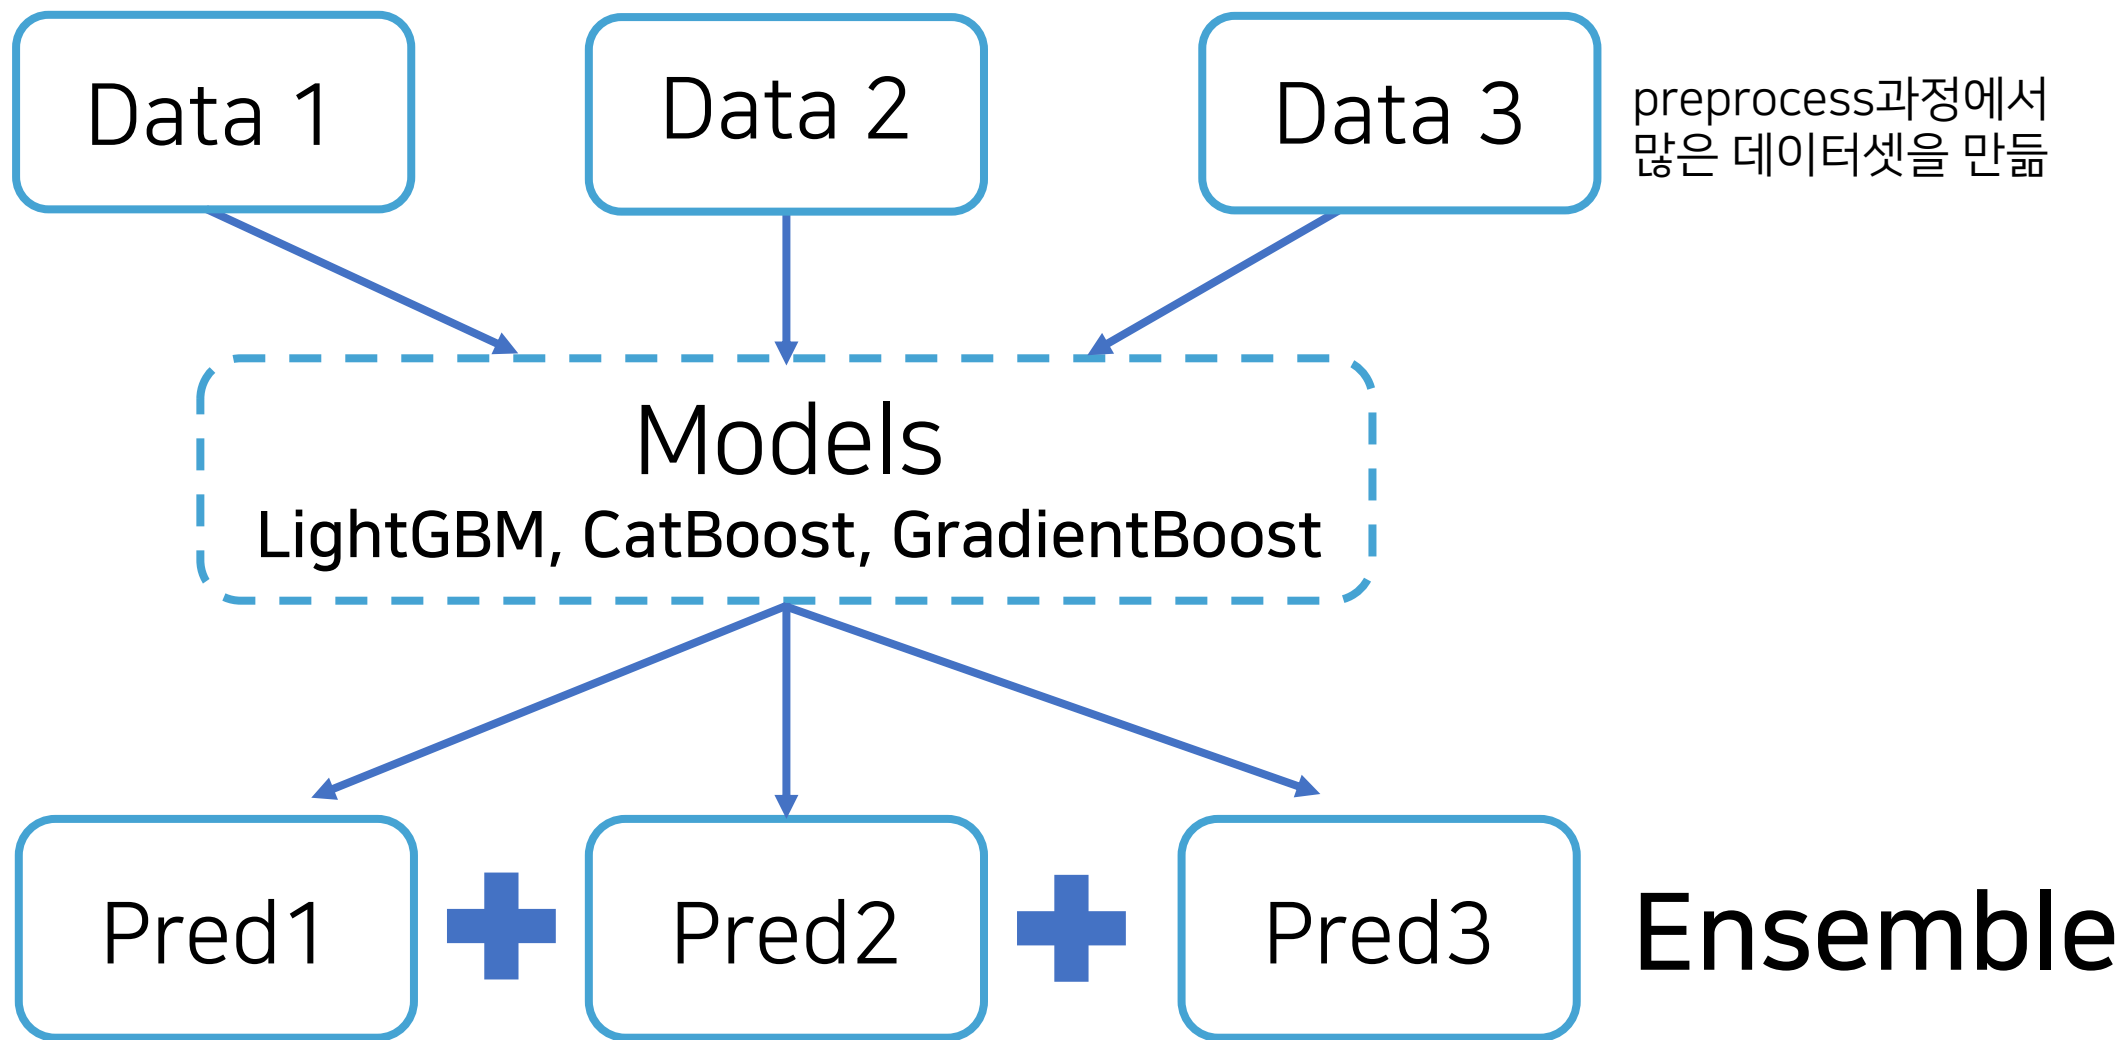 Data 1
Data 2
Data 3
preprocess과정에서
많은 데이터셋을 만듦
Models
LightGBM, CatBoost, GradientBoost
Pred1
Pred2
Pred3
Ensemble